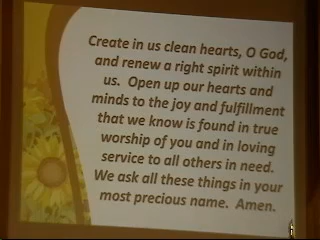 Create in us clean hearts, O God,
and renew a right spirit within
us. Open up our hearts and
minds to the joy and fulfillment
that we know is found in true
worship of you and in loving
service to all others in need.
We ask all these things in your
most precious name. Amen.